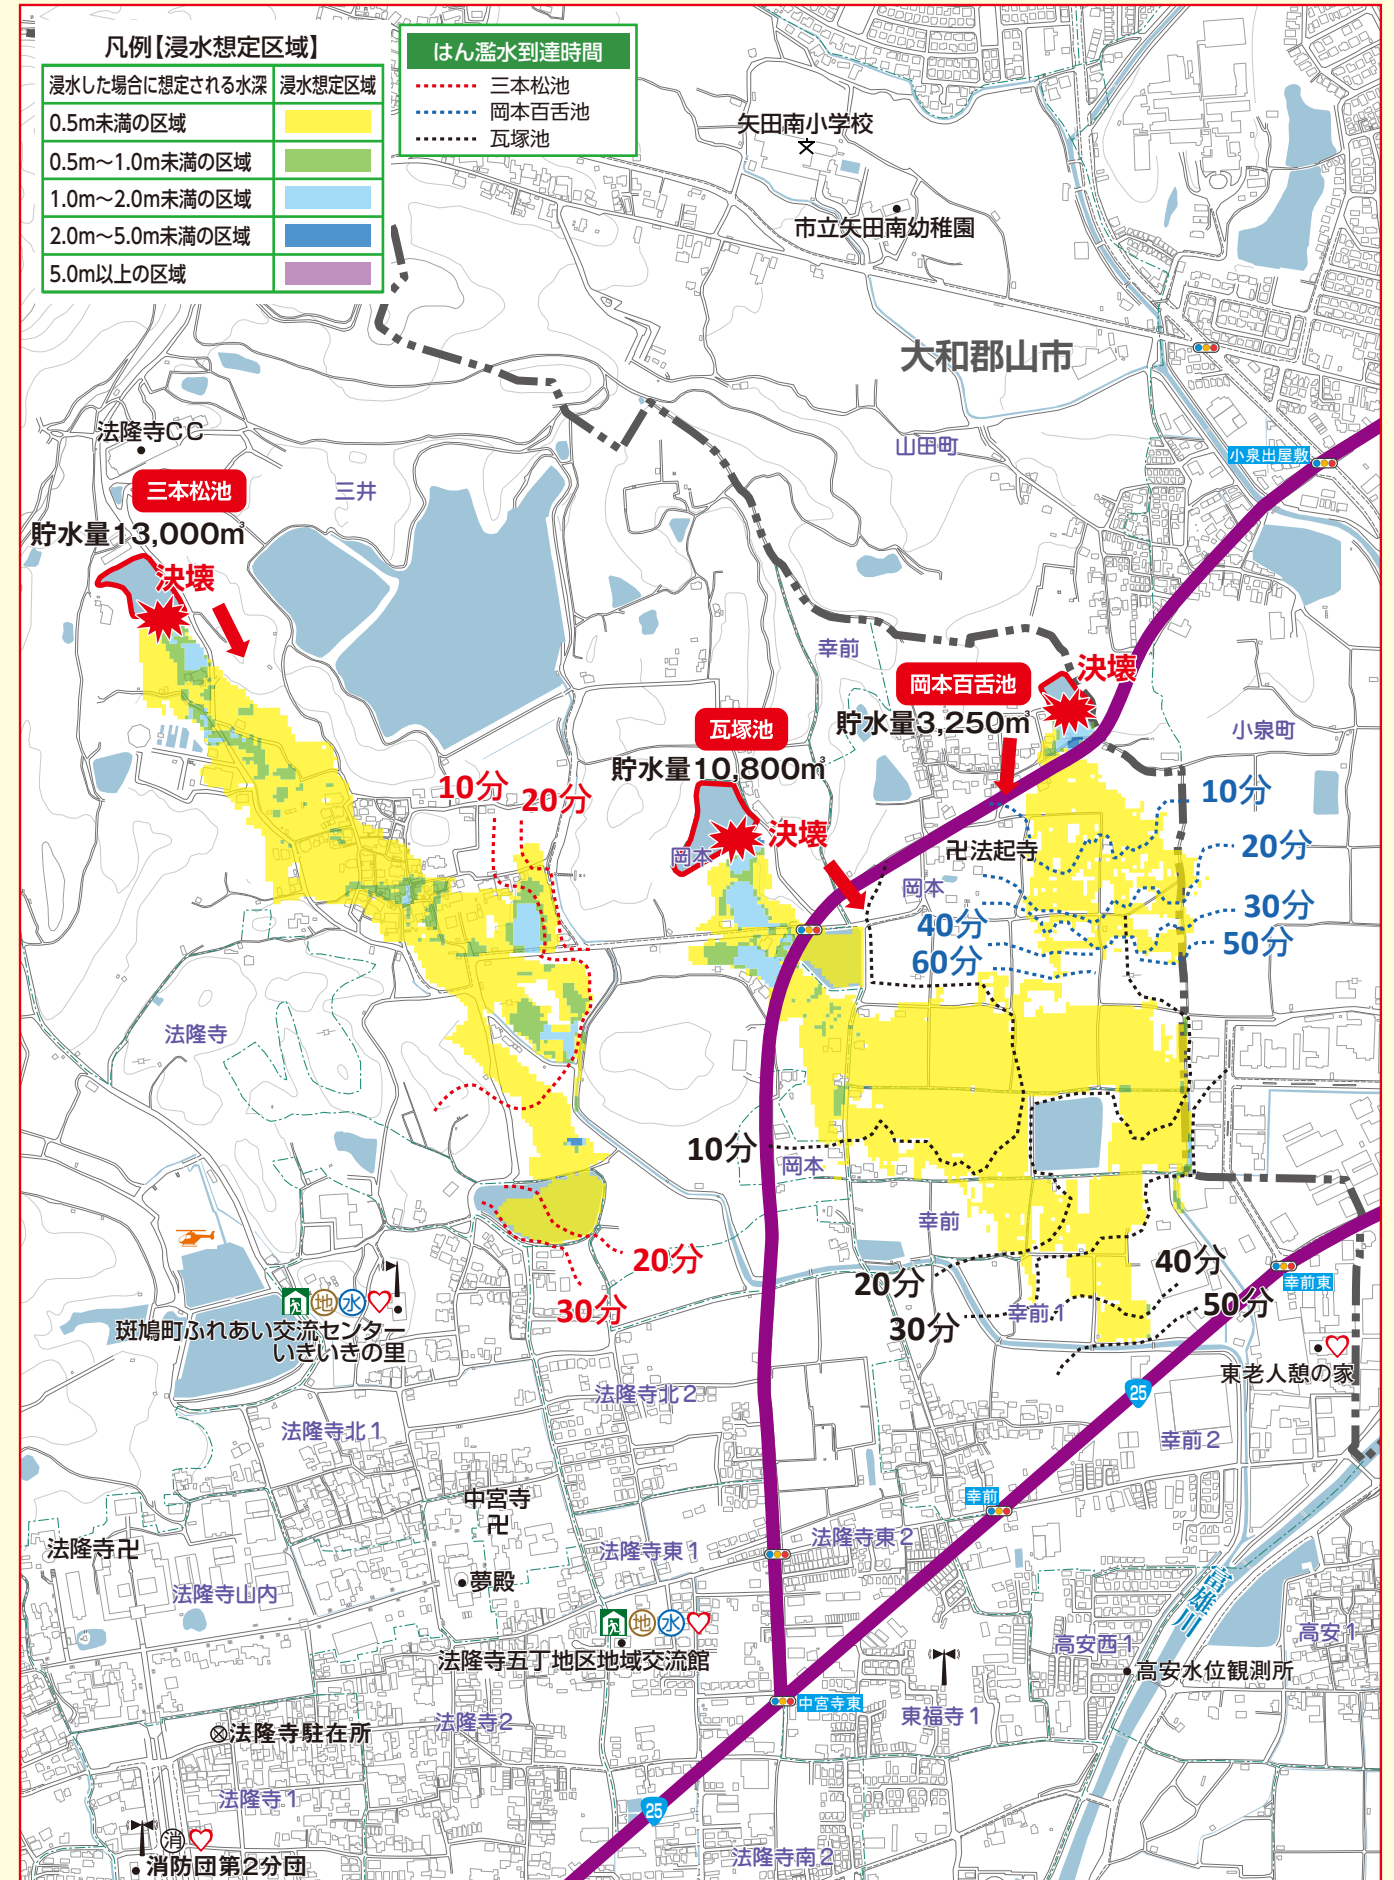 凡例【浸水想定区域】
浸水した場合に想定される水深 浸水想定区域
0.5m未満の区域
0.5m〜1.0m未満の区域
1.0m〜2.0m未満の区域
2.0m〜5.0m未満の区域
5.0m以上の区域
はん濫水到達時間
三本松池
岡本百舌池
瓦塚池
矢田南小学校
文
市立矢田南幼稚園
大和郡山市
山田町
小泉出屋敷
法隆寺CC
三本松池
貯水量13,000㎥
決壊
三井
幸前
岡本百舌池
決壊
貯水量3,250㎥
小泉町
瓦塚池
貯水量10,800㎥
決壊
岡本
10分
20分
10分
20分
30分
40分
50分
60分
卍法起寺
岡本
法隆寺
10分
岡本
幸前
20分
30分
20分
30分
40分
50分
幸前1
幸前東
地 水
斑鳩町ふれあい交流センター
いきいきの里
東老人憩の家
25
法隆寺北2
法隆寺北1
幸前2
中宮寺
卍
幸前
法隆寺卍
法隆寺東1
法隆寺東2
夢殿
法隆寺山内
富雄川
地 水
法隆寺五丁地区地域交流館
高安西1
高安1
高安水位観測所
中宮寺東
東福寺1
法隆寺2
法隆寺駐在所
法隆寺1
25
消
消防団第2分団
法隆寺南2